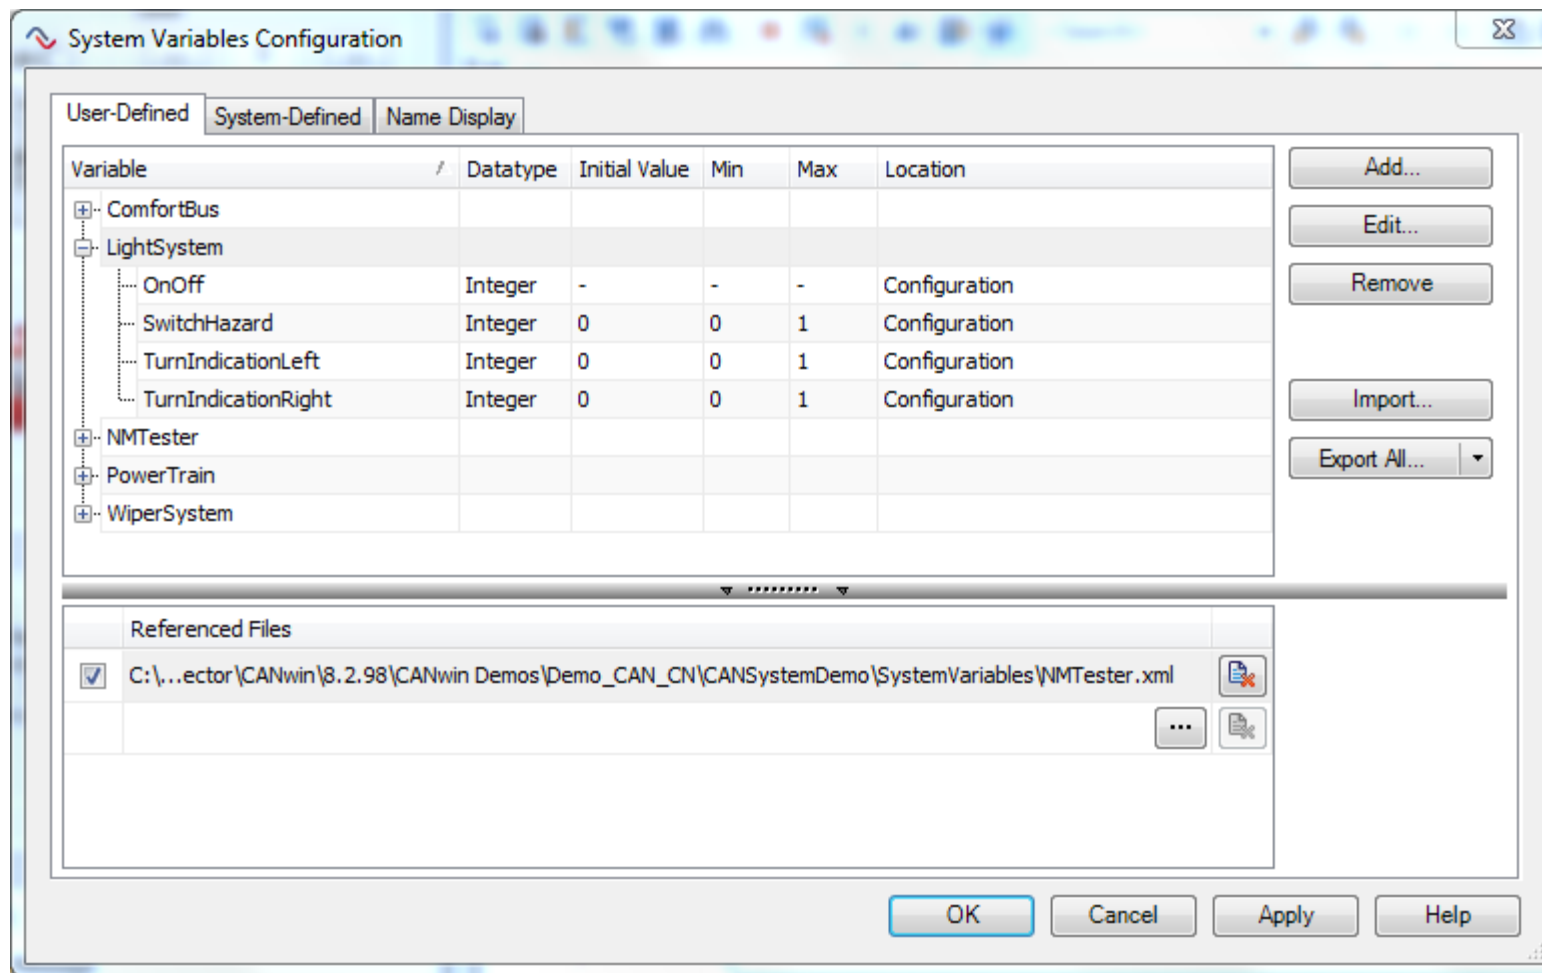 System Variables Configuration
User-Defined System-Defined Name Display
Variable Datatype Initial Value Min Max Location
ComfortBus
LightSystem
OnOff Integer - - - Configuration
SwitchHazard Integer 0 0 1 Configuration
TurnIndicationLeft Integer 0 0 1 Configuration
TurnIndicationRight Integer 0 0 1 Configuration
NMTester
PowerTrain
WiperSystem
Add...
Edit...
Remove
Import...
Export All...
Referenced Files
C:\...ector\CANwin\8.2.98\CANwin Demos\Demo_CAN_CN\CANSystemDemo\SystemVariables\NMTester.xml
...
OK Cancel Apply Help